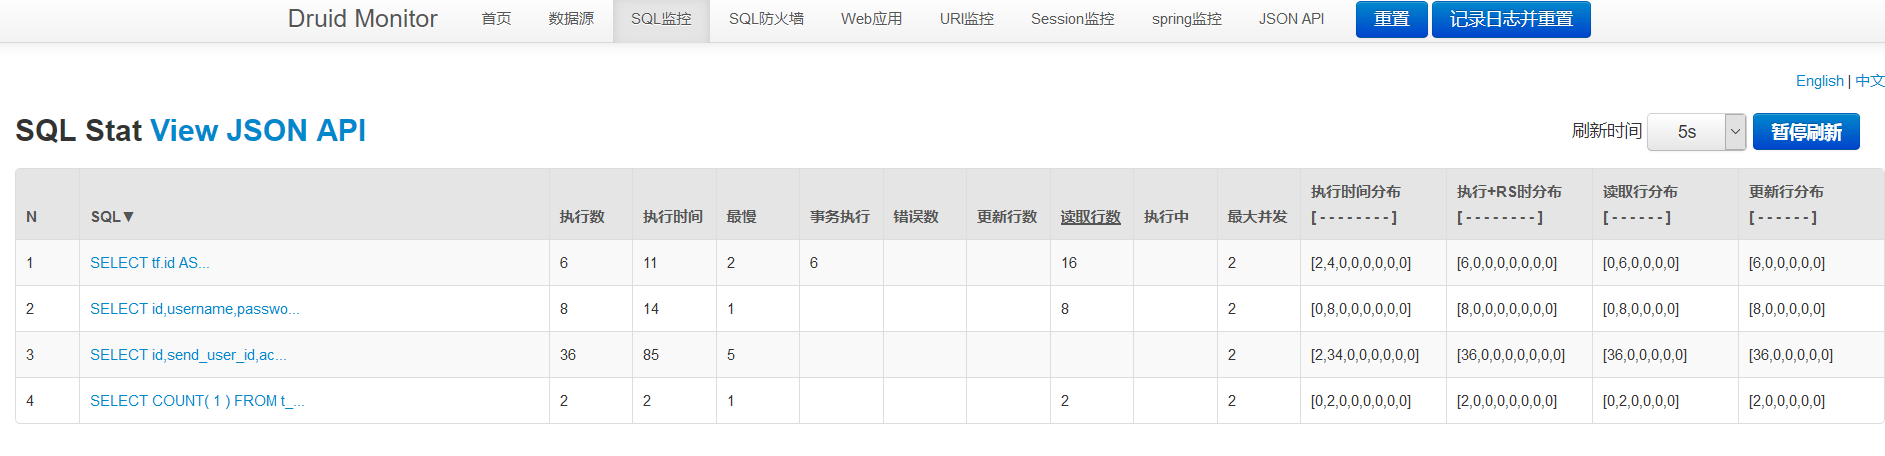 Druid Monitor 首页 数据源 SQL监控 SQL防火墙 Web应用 URI监控 Session监控 spring监控 JSON API 重置 记录日志并重置
English | 中文
SQL Stat View JSON API 刷新时间 5s 暂停刷新
N SQL▼ 执行数 执行时间 最慢 事务执行 错误数 更新行数 读取行数 执行中 最大并发 执行时间分布 [ - - - - - - - - ] 执行+RS时分布 [ - - - - - - - - ] 读取行分布 [ - - - - - - ] 更新行分布 [ - - - - - - ]
1 SELECT tf.id AS... 6 11 2 6 16 2 [2,4,0,0,0,0,0,0] [6,0,0,0,0,0,0,0] [0,6,0,0,0,0] [6,0,0,0,0,0]
2 SELECT id,username,passwo... 8 14 1 8 2 [0,8,0,0,0,0,0,0] [8,0,0,0,0,0,0,0] [0,8,0,0,0,0] [8,0,0,0,0,0]
3 SELECT id,send_user_id,ac... 36 85 5 2 [2,34,0,0,0,0,0,0] [36,0,0,0,0,0,0,0] [36,0,0,0,0,0] [36,0,0,0,0,0]
4 SELECT COUNT( 1 ) FROM t_... 2 2 1 2 2 [0,2,0,0,0,0,0,0] [2,0,0,0,0,0,0,0] [0,2,0,0,0,0] [2,0,0,0,0,0]